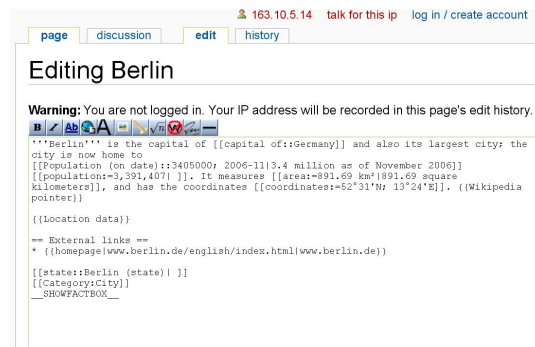 163.10.5.14 talk for this ip log in / create account
page discussion edit history
Editing Berlin
Warning: You are not logged in. Your IP address will be recorded in this page's edit history.
B I Ab A √n W
'''Berlin''' is the capital of [[capital of::Germany]] and also its largest city; the
city is now home to
[[Population (on date)::3405000; 2006-11|3.4 million as of November 2006]]
[[population:=3,391,407| ]]. It measures [[area:=891.69 km²|891.69 square
kilometers]], and has the coordinates [[coordinates:=52°31'N; 13°24'E]]. {{Wikipedia
pointer}}
{{Location data}}
== External links ==
* {{homepage|www.berlin.de/english/index.html|www.berlin.de}}
[[state::Berlin (state)| ]]
[[Category:City]]
__SHOWFACTBOX__